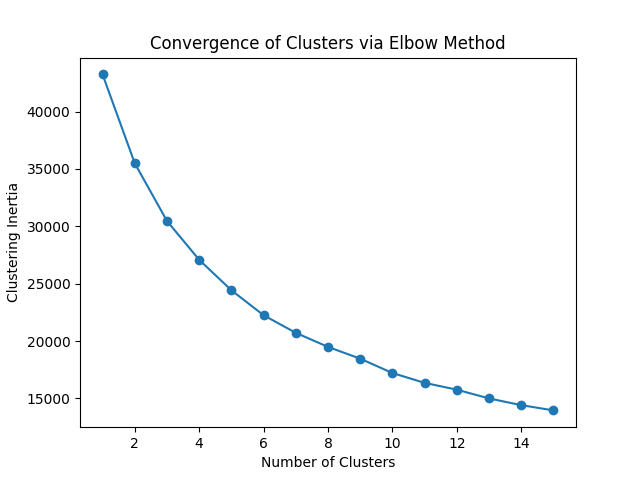 Convergence of Clusters via Elbow Method
40000
35000
30000
25000
20000
15000
Clustering Inertia
2 4 6 8 10 12 14
Number of Clusters